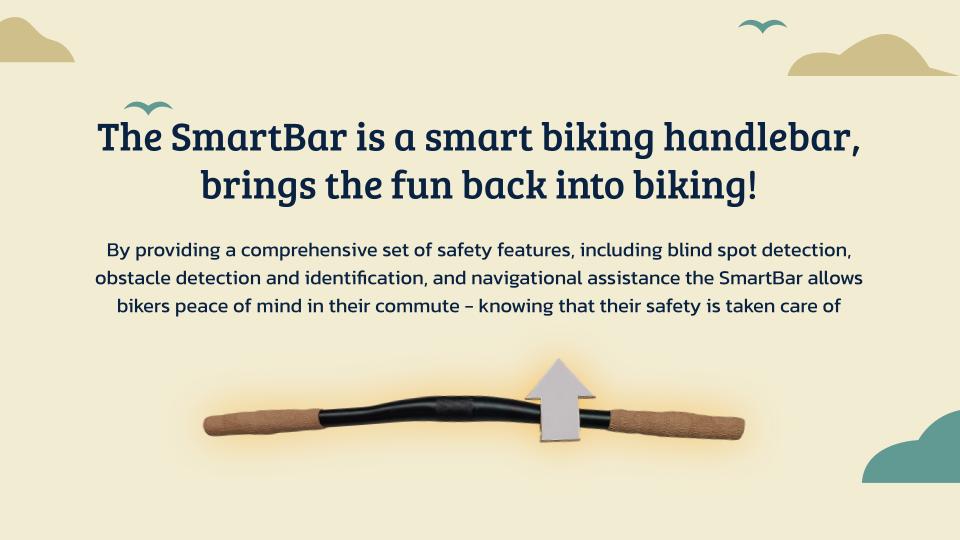 The SmartBar is a smart biking handlebar,
brings the fun back into biking!
By providing a comprehensive set of safety features, including blind spot detection,
obstacle detection and identification, and navigational assistance the SmartBar allows
bikers peace of mind in their commute - knowing that their safety is taken care of